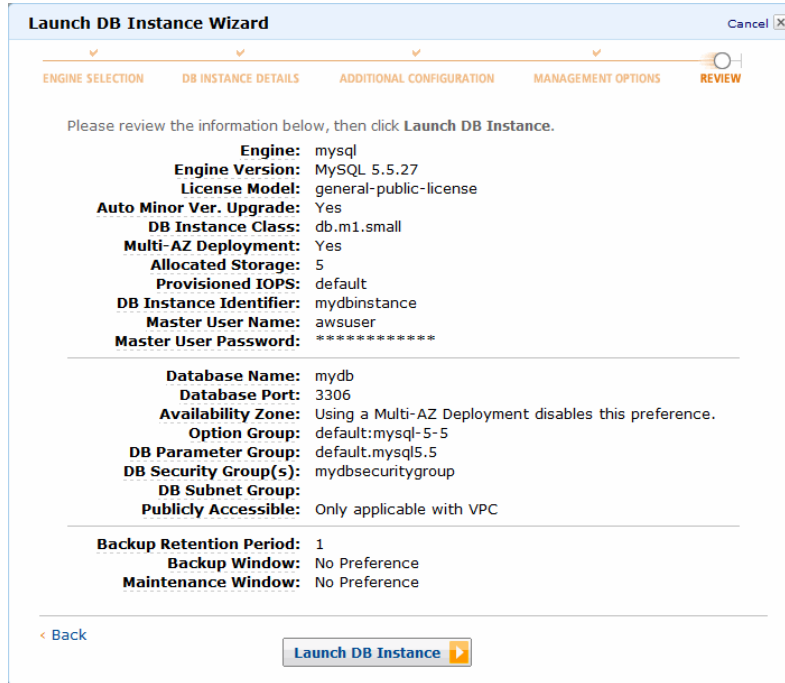 Launch DB Instance Wizard Cancel X
ENGINE SELECTION DB INSTANCE DETAILS ADDITIONAL CONFIGURATION MANAGEMENT OPTIONS REVIEW
Please review the information below, then click Launch DB Instance.
Engine: mysql
Engine Version: MySQL 5.5.27
License Model: general-public-license
Auto Minor Ver. Upgrade: Yes
DB Instance Class: db.m1.small
Multi-AZ Deployment: Yes
Allocated Storage: 5
Provisioned IOPS: default
DB Instance Identifier: mydbinstance
Master User Name: awsuser
Master User Password: ************
Database Name: mydb
Database Port: 3306
Availability Zone: Using a Multi-AZ Deployment disables this preference.
Option Group: default:mysql-5-5
DB Parameter Group: default.mysql5.5
DB Security Group(s): mydbsecuritygroup
DB Subnet Group:
Publicly Accessible: Only applicable with VPC
Backup Retention Period: 1
Backup Window: No Preference
Maintenance Window: No Preference
< Back
Launch DB Instance